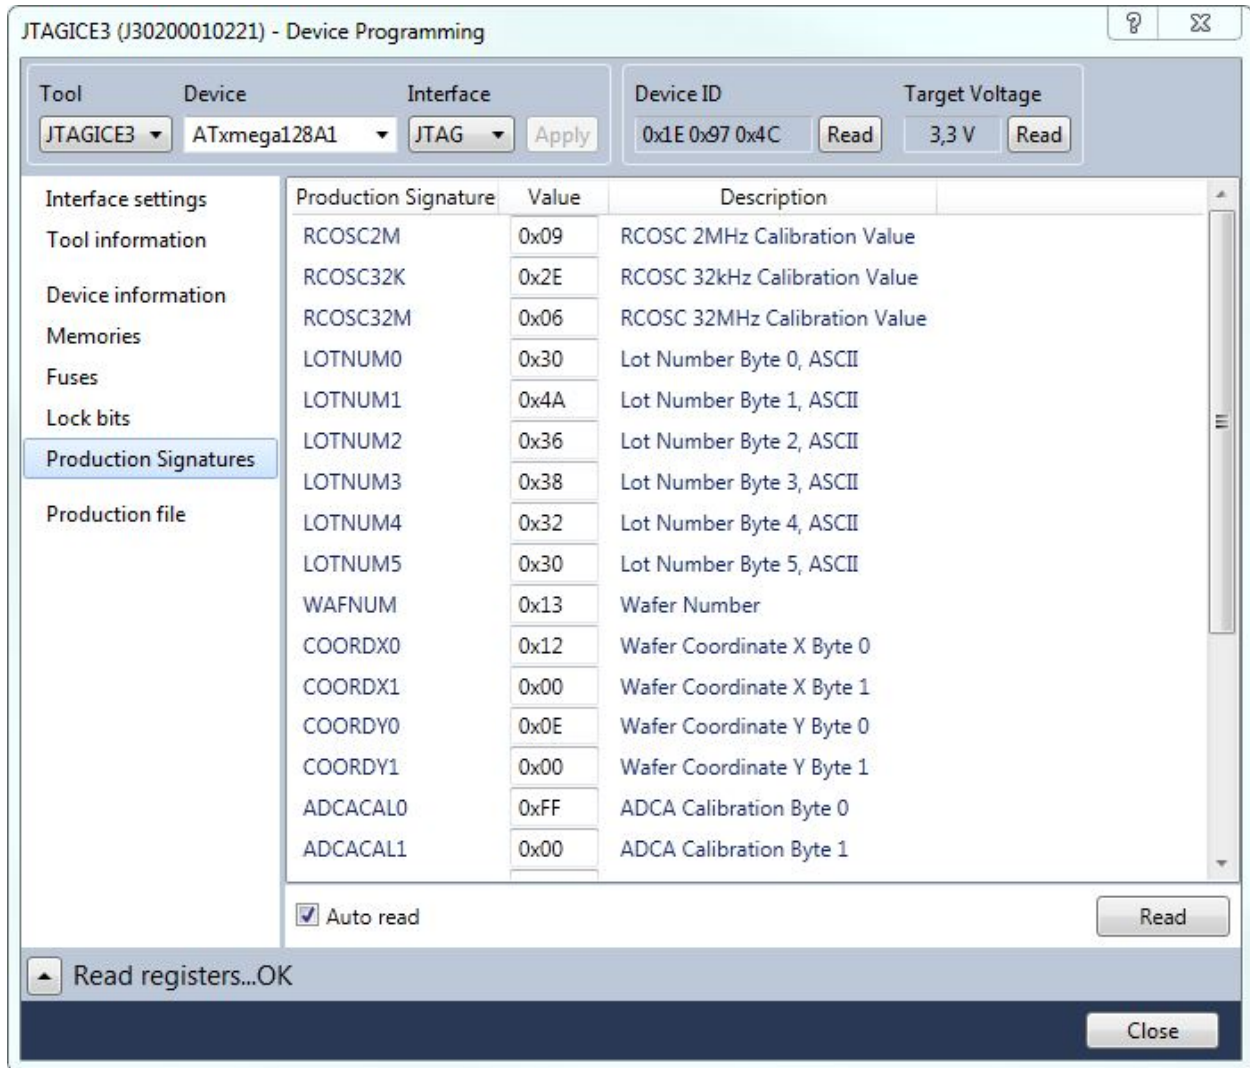 JTAGICE3 (J30200010221) - Device Programming
Tool Device Interface Device ID Target Voltage
JTAGICE3 ATxmega128A1 JTAG Apply 0x1E 0x97 0x4C Read 3,3 V Read
Interface settings
Tool information
Device information
Memories
Fuses
Lock bits
Production Signatures
Production file
Production Signature Value Description
RCOSC2M 0x09 RCOSC 2MHz Calibration Value
RCOSC32K 0x2E RCOSC 32kHz Calibration Value
RCOSC32M 0x06 RCOSC 32MHz Calibration Value
LOTNUM0 0x30 Lot Number Byte 0, ASCII
LOTNUM1 0x4A Lot Number Byte 1, ASCII
LOTNUM2 0x36 Lot Number Byte 2, ASCII
LOTNUM3 0x38 Lot Number Byte 3, ASCII
LOTNUM4 0x32 Lot Number Byte 4, ASCII
LOTNUM5 0x30 Lot Number Byte 5, ASCII
WAFNUM 0x13 Wafer Number
COORDX0 0x12 Wafer Coordinate X Byte 0
COORDX1 0x00 Wafer Coordinate X Byte 1
COORDY0 0x0E Wafer Coordinate Y Byte 0
COORDY1 0x00 Wafer Coordinate Y Byte 1
ADCACAL0 0xFF ADCA Calibration Byte 0
ADCACAL1 0x00 ADCA Calibration Byte 1
Auto read Read
Read registers...OK
Close